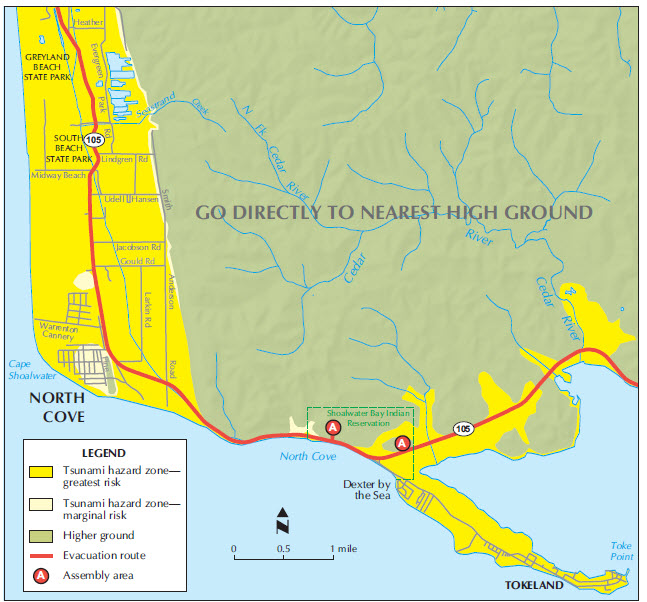 Heather
GREYLAND
BEACH
STATE PARK
Evergreen
Park
Rd
Seastrand
Creek
SOUTH
BEACH
STATE PARK
105
Lindgren Rd
Midway Beach
Udell
Hansen
Smith
N Fk Cedar River
GO DIRECTLY TO NEAREST HIGH GROUND
River
Cedar
Cedar
River
Jacobson Rd
Gould Rd
Larkin Rd
Anderson
Road
Warrenton
Cannery
Cape
Shoalwater
NORTH
COVE
Shoalwater Bay Indian
Reservation
A
A
105
North Cove
Dexter by
the Sea
Toke
Point
TOKELAND
LEGEND
Tsunami hazard zone—
greatest risk
Tsunami hazard zone—
marginal risk
Higher ground
Evacuation route
A Assembly area
N
0 0.5 1 mile